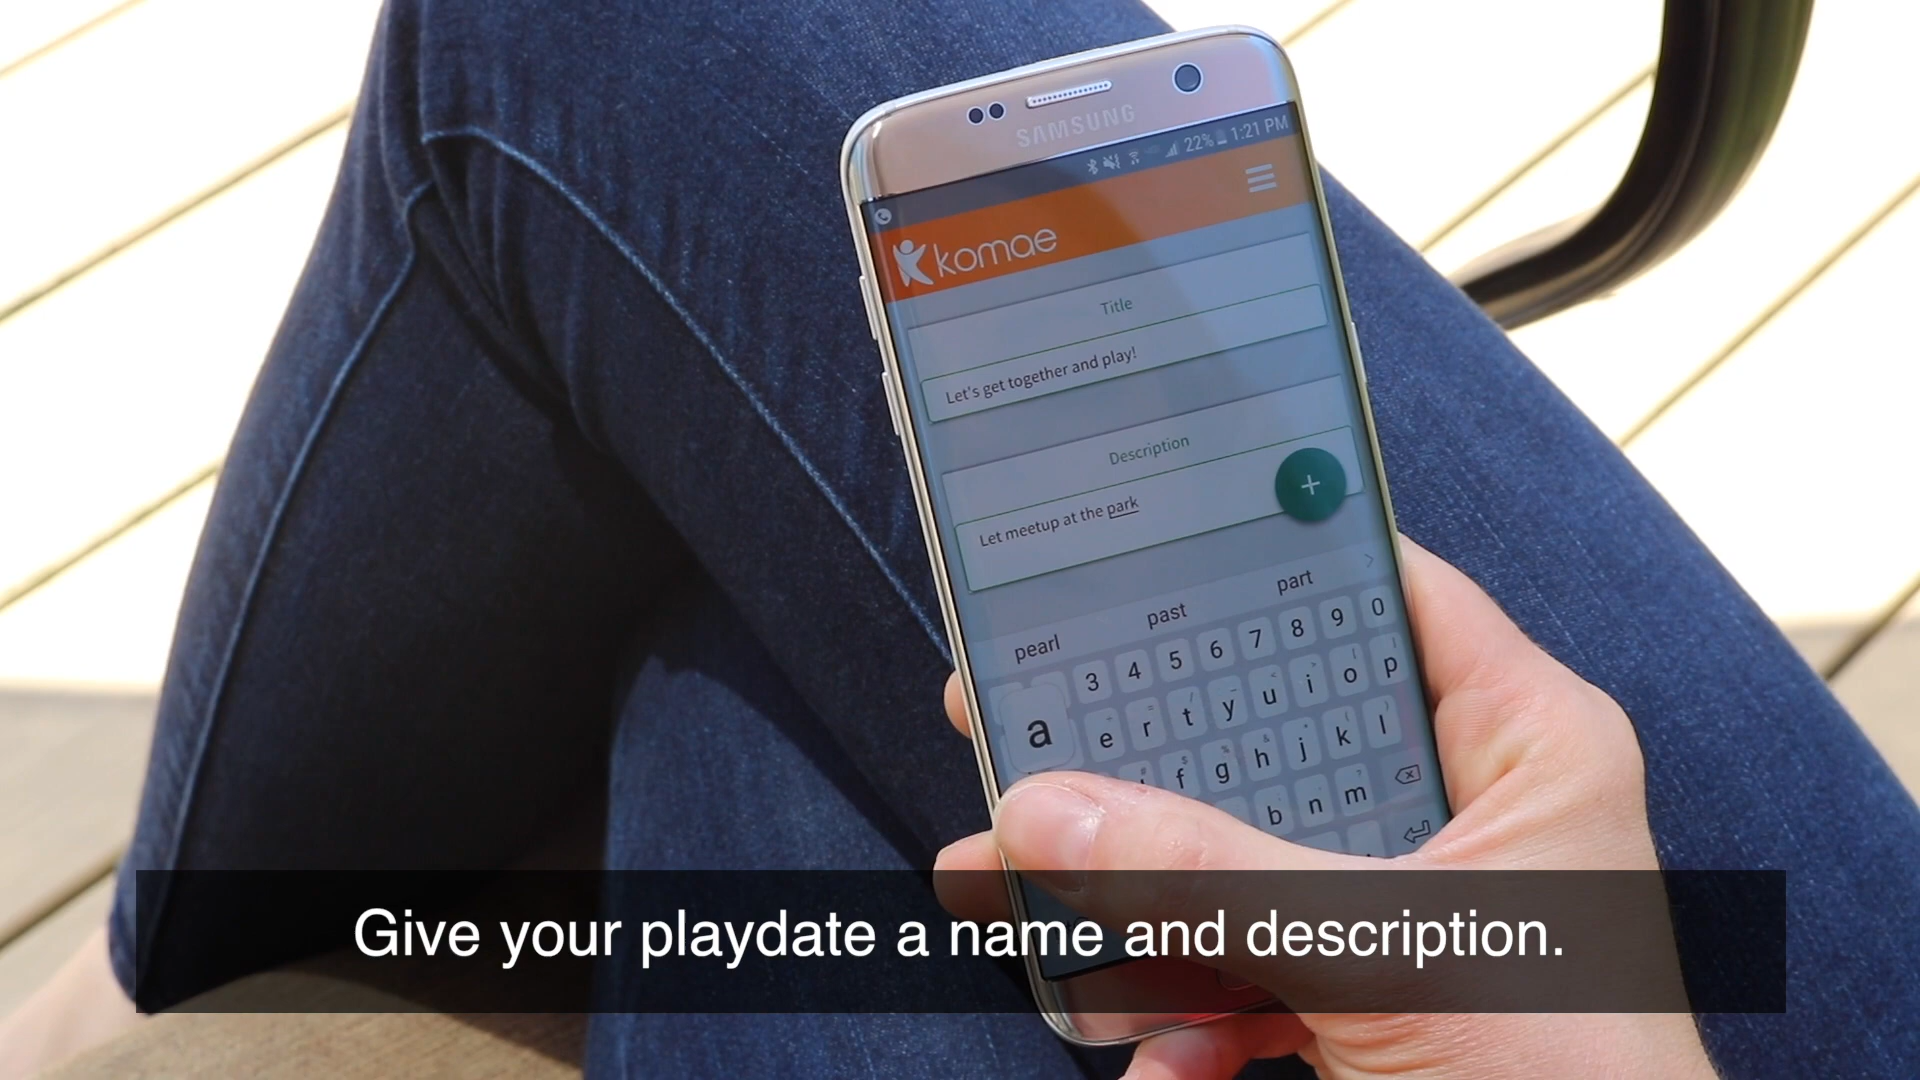 SAMSUNG
22% 1:21 PM
komae
Title
Let's get together and play!
Description
Let meetup at the park
+
pearl past part
3 4 5 6 7 8 9 0
e r t y u i o p
a
f g h j k l
b n m
Give your playdate a name and description.